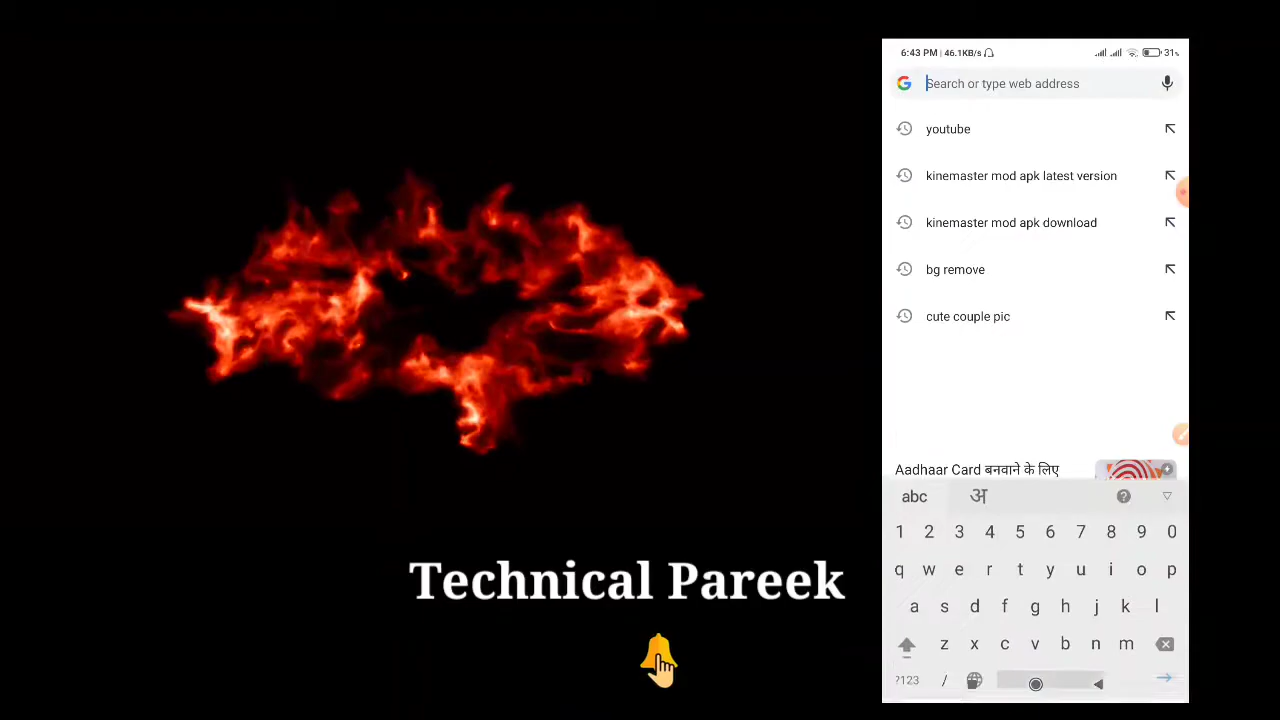 Technical Pareek
6:43 PM | 46.1KB/s
31%
Search or type web address
youtube
kinemaster mod apk latest version
kinemaster mod apk download
bg remove
cute couple pic
Aadhaar Card बनवाने के लिए
abc अ ?
1 2 3 4 5 6 7 8 9 0
q w e r t y u i o p
a s d f g h j k l
z x c v b n m
?123 /